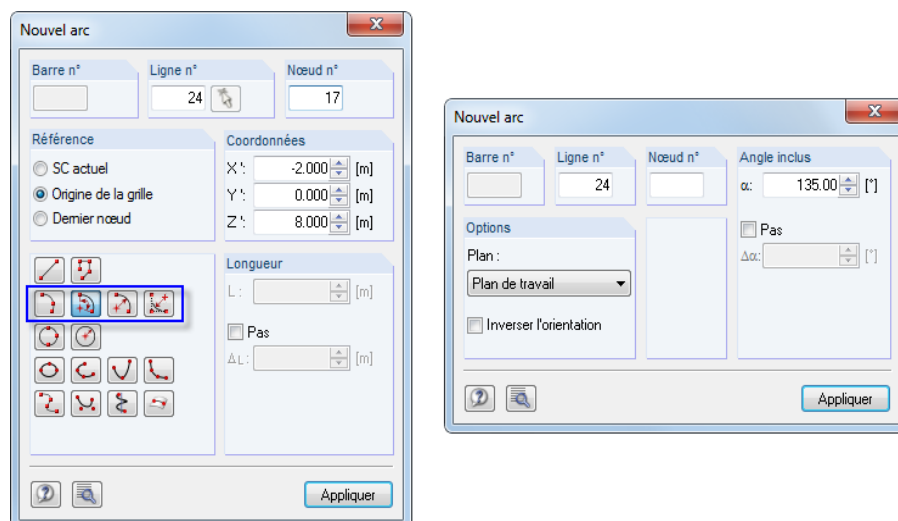 Nouvel arc
Barre n° Ligne n° Nœud n°
24 17
Référence Coordonnées
SC actuel X ': -2.000 [m]
Origine de la grille Y ': 0.000 [m]
Dernier nœud Z ': 8.000 [m]
Longueur
L : [m]
Pas
ΔL : [m]
Appliquer
Nouvel arc
Barre n° Ligne n° Nœud n° Angle inclus
24 α: 135.00 [°]
Options Pas
Plan : Δα: [°]
Plan de travail
Inverser l'orientation
Appliquer